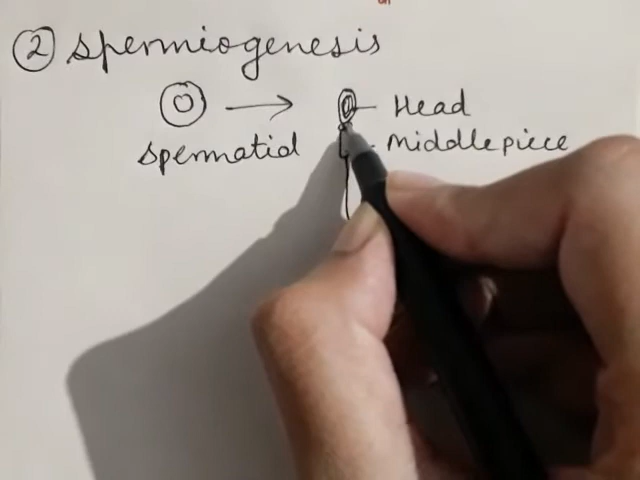 ② Spermiogenesis
Head
Spermatid
Middle piece